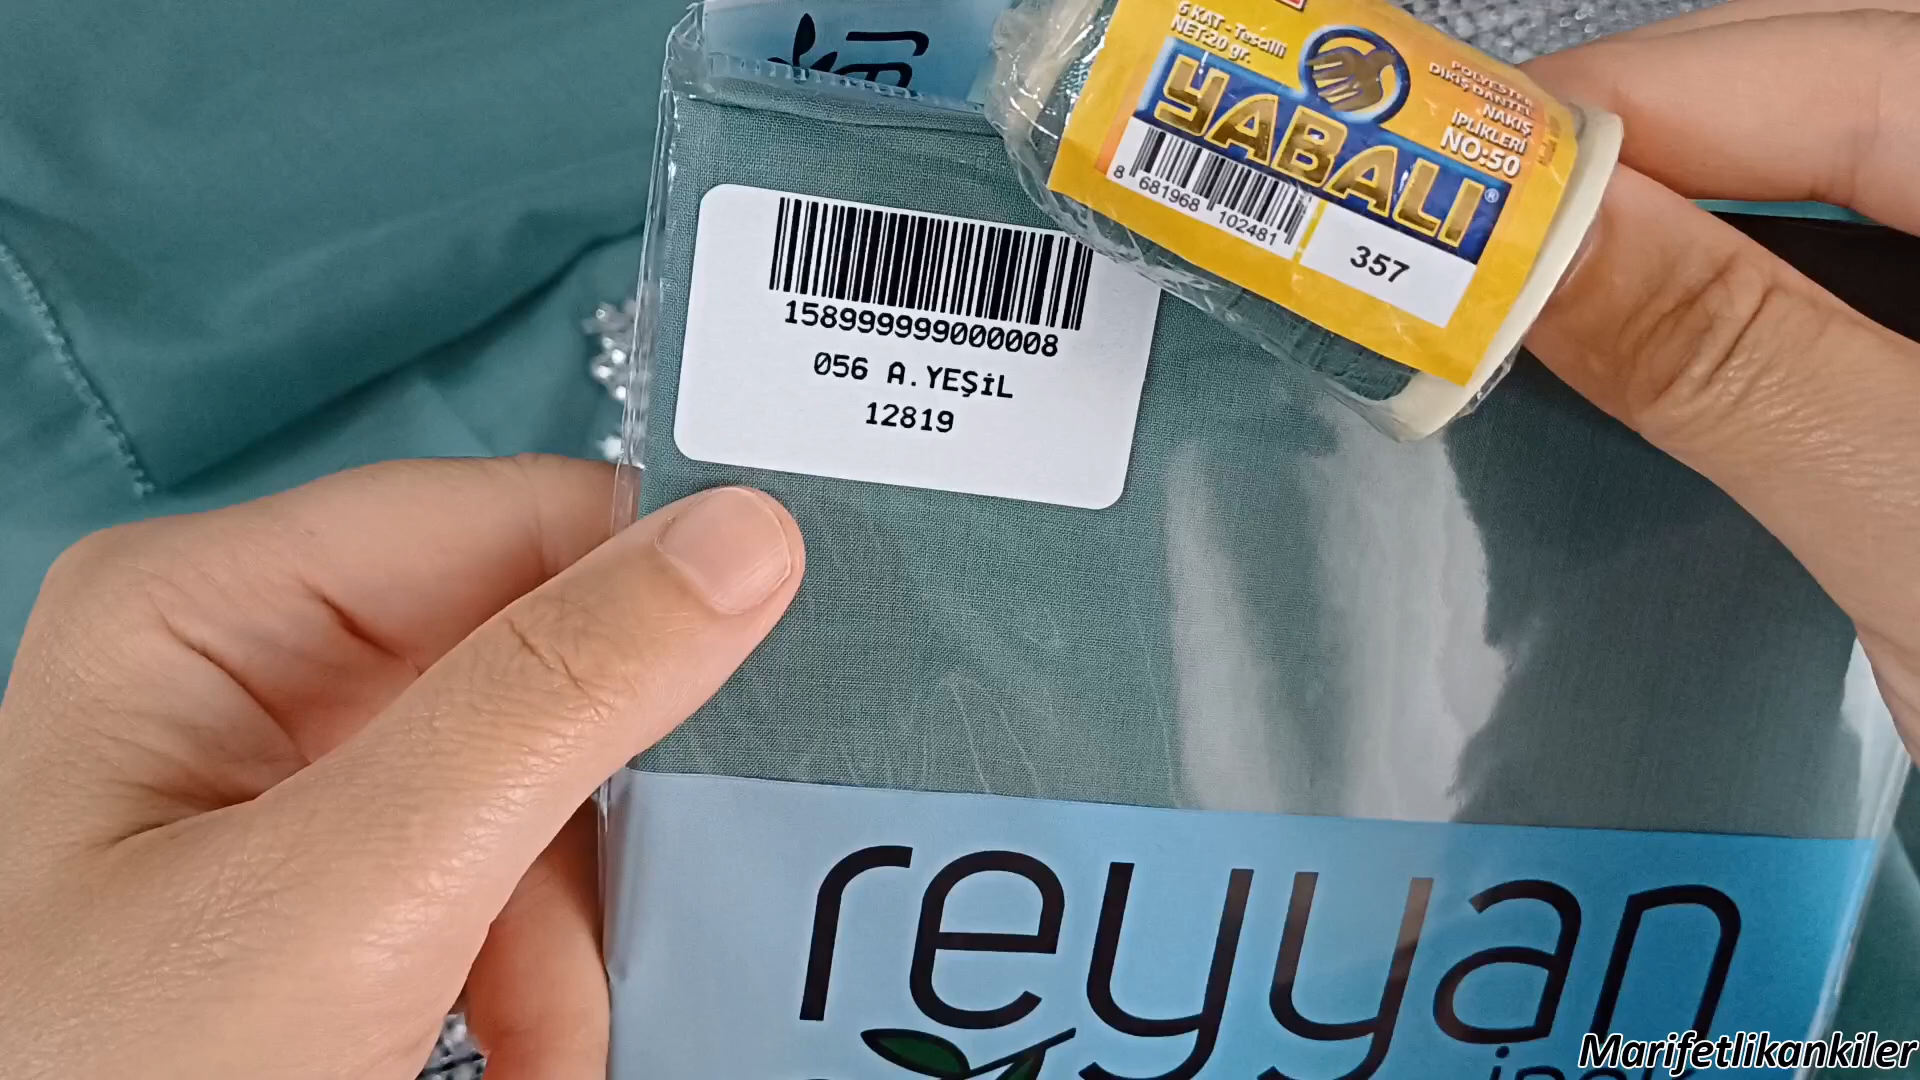 6 KAT - Tescilli
NET:20 gr.
YABALI®
POLYESTER
DİKİŞ DANTEL
NAKIŞ
İPLİKLERİ
NO:50
8 681968 102481
357
158999999000008
056 A.YEŞİL
12819
reyyan
Marifetlikankiler